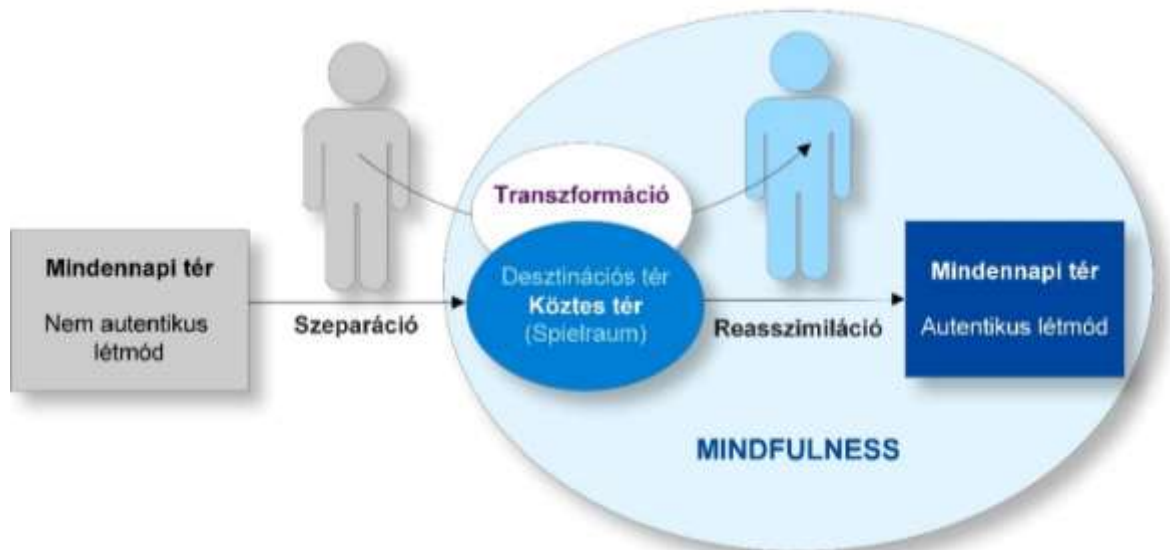 Transzformáció
Mindennapi tér
Nem autentikus
létmód
Szeparáció
Desztinációs tér
Köztes tér
(Spielraum)
Reasszimiláció
Mindennapi tér
Autentikus létmód
MINDFULNESS